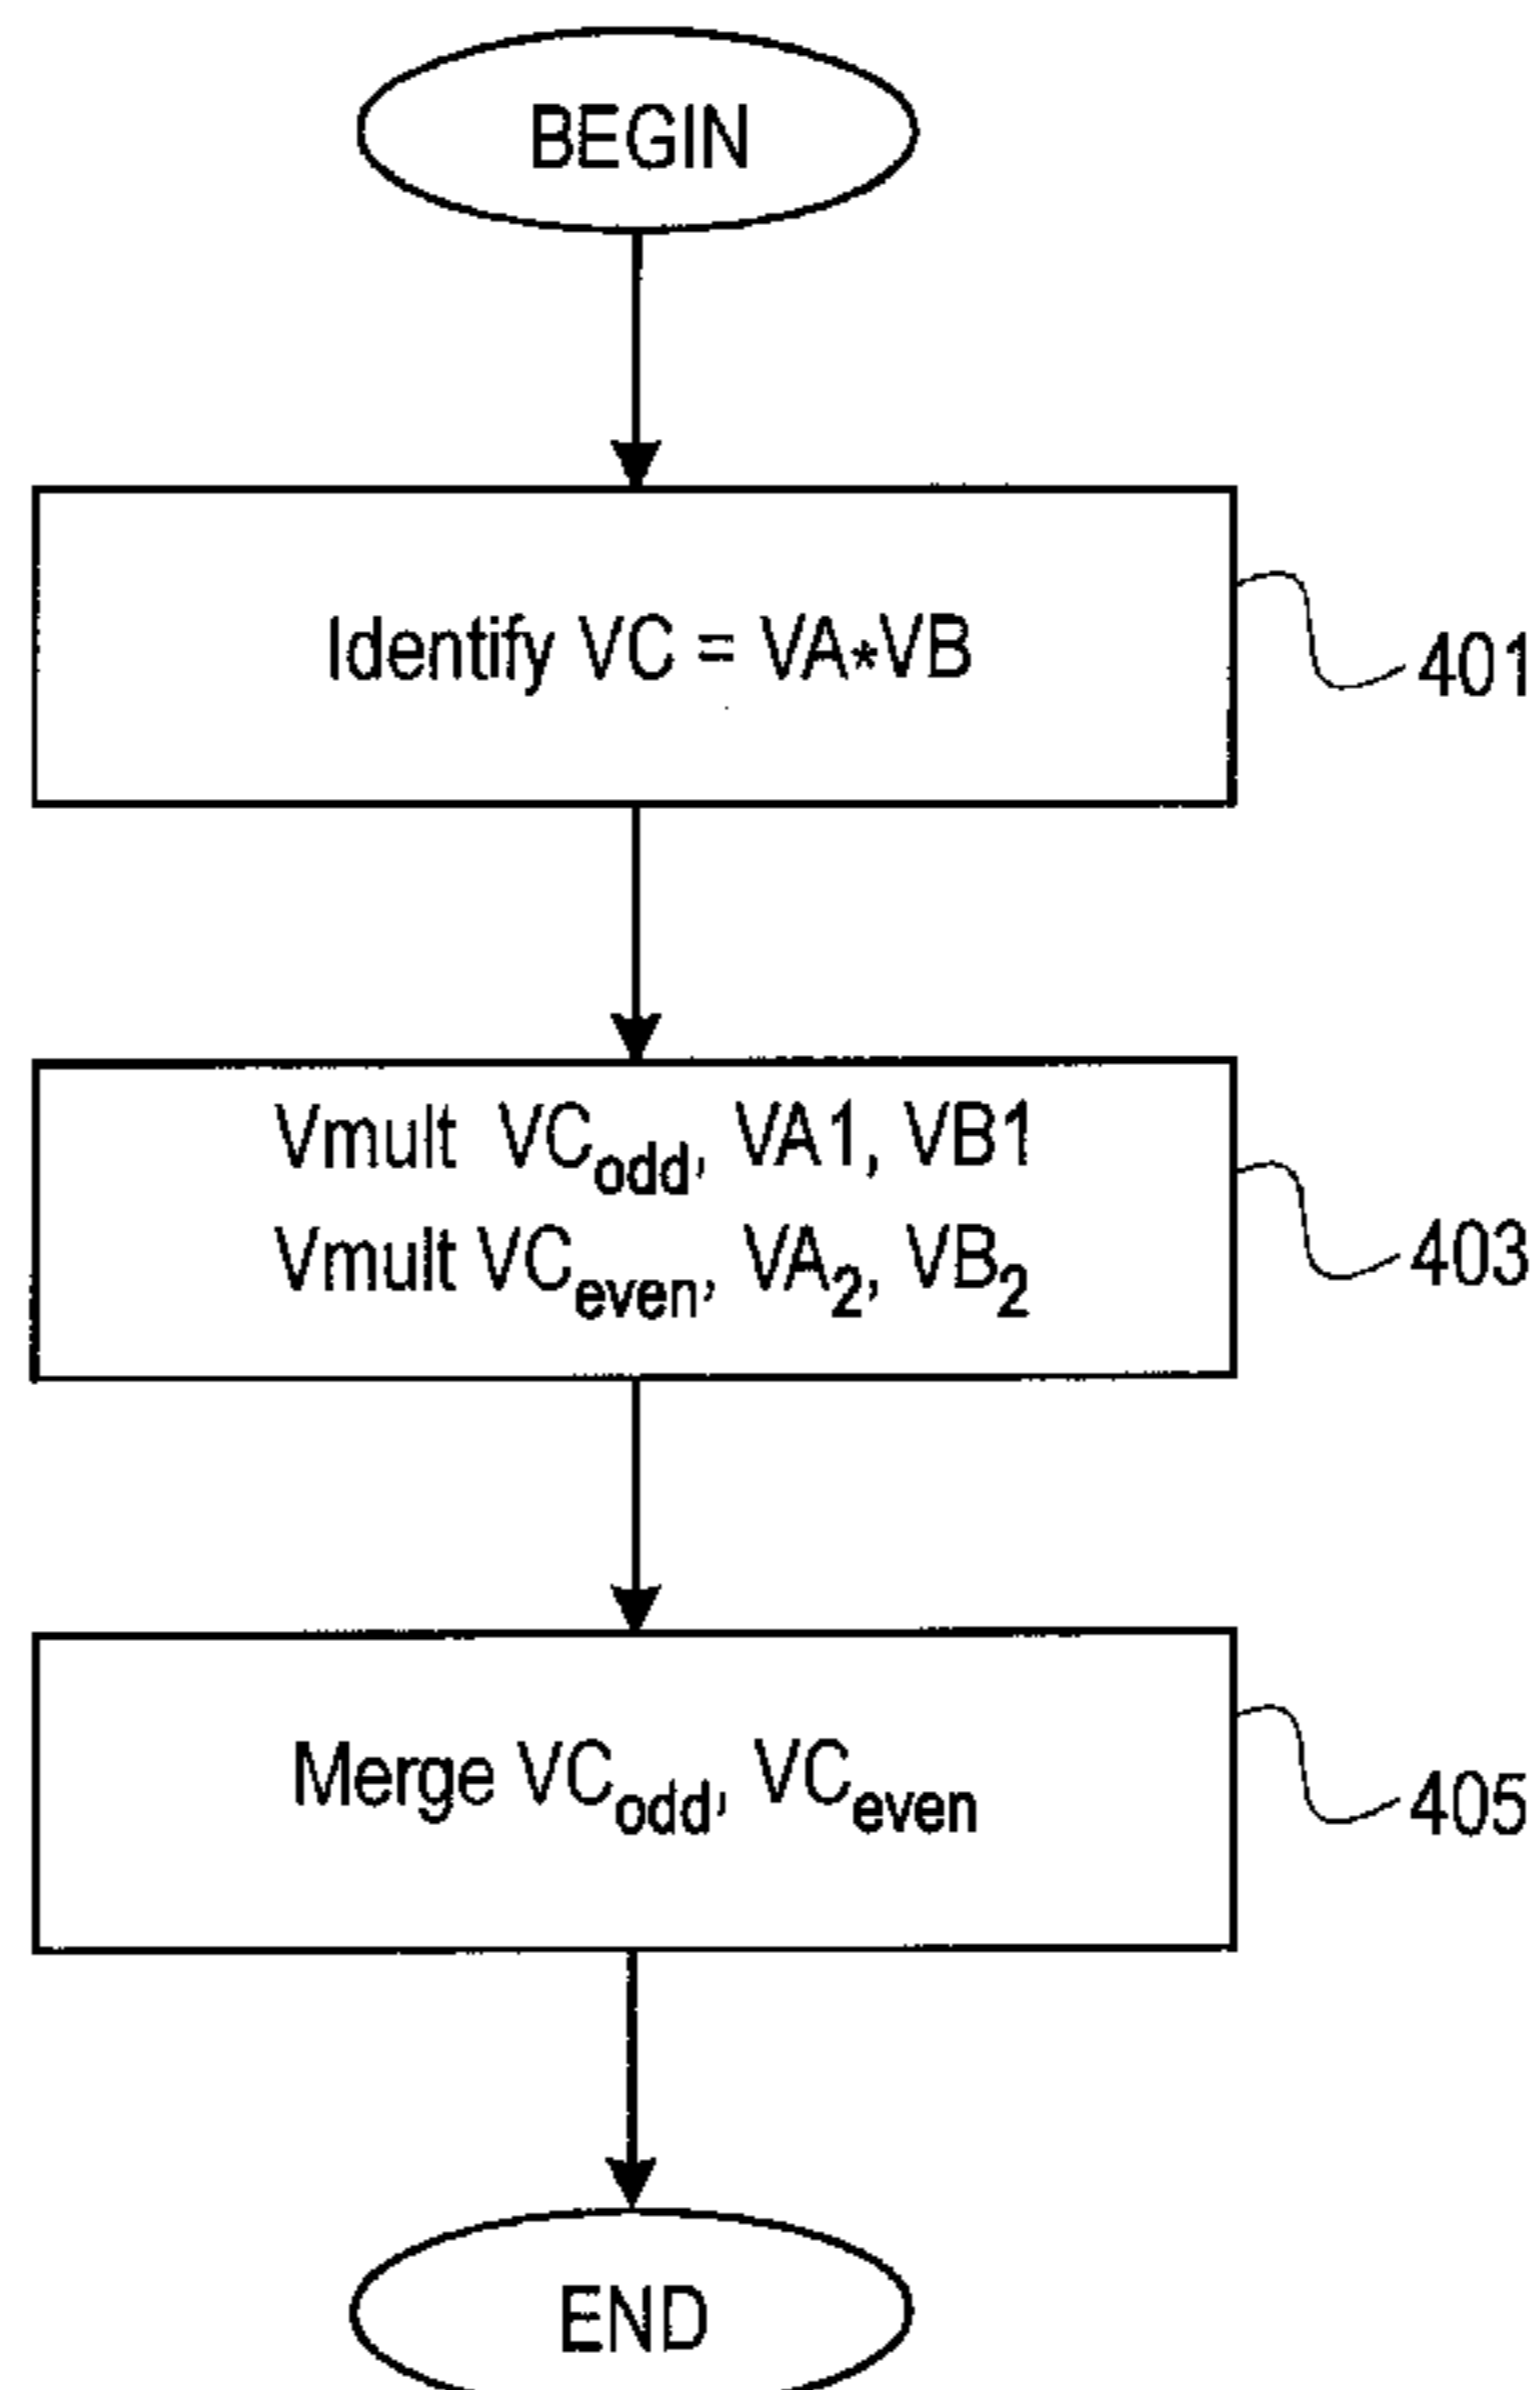 BEGIN
Identify VC = VA*VB
401
Vmult VCodd, VA1, VB1
Vmult VCeven, VA2, VB2
403
Merge VCodd, VCeven
405
END